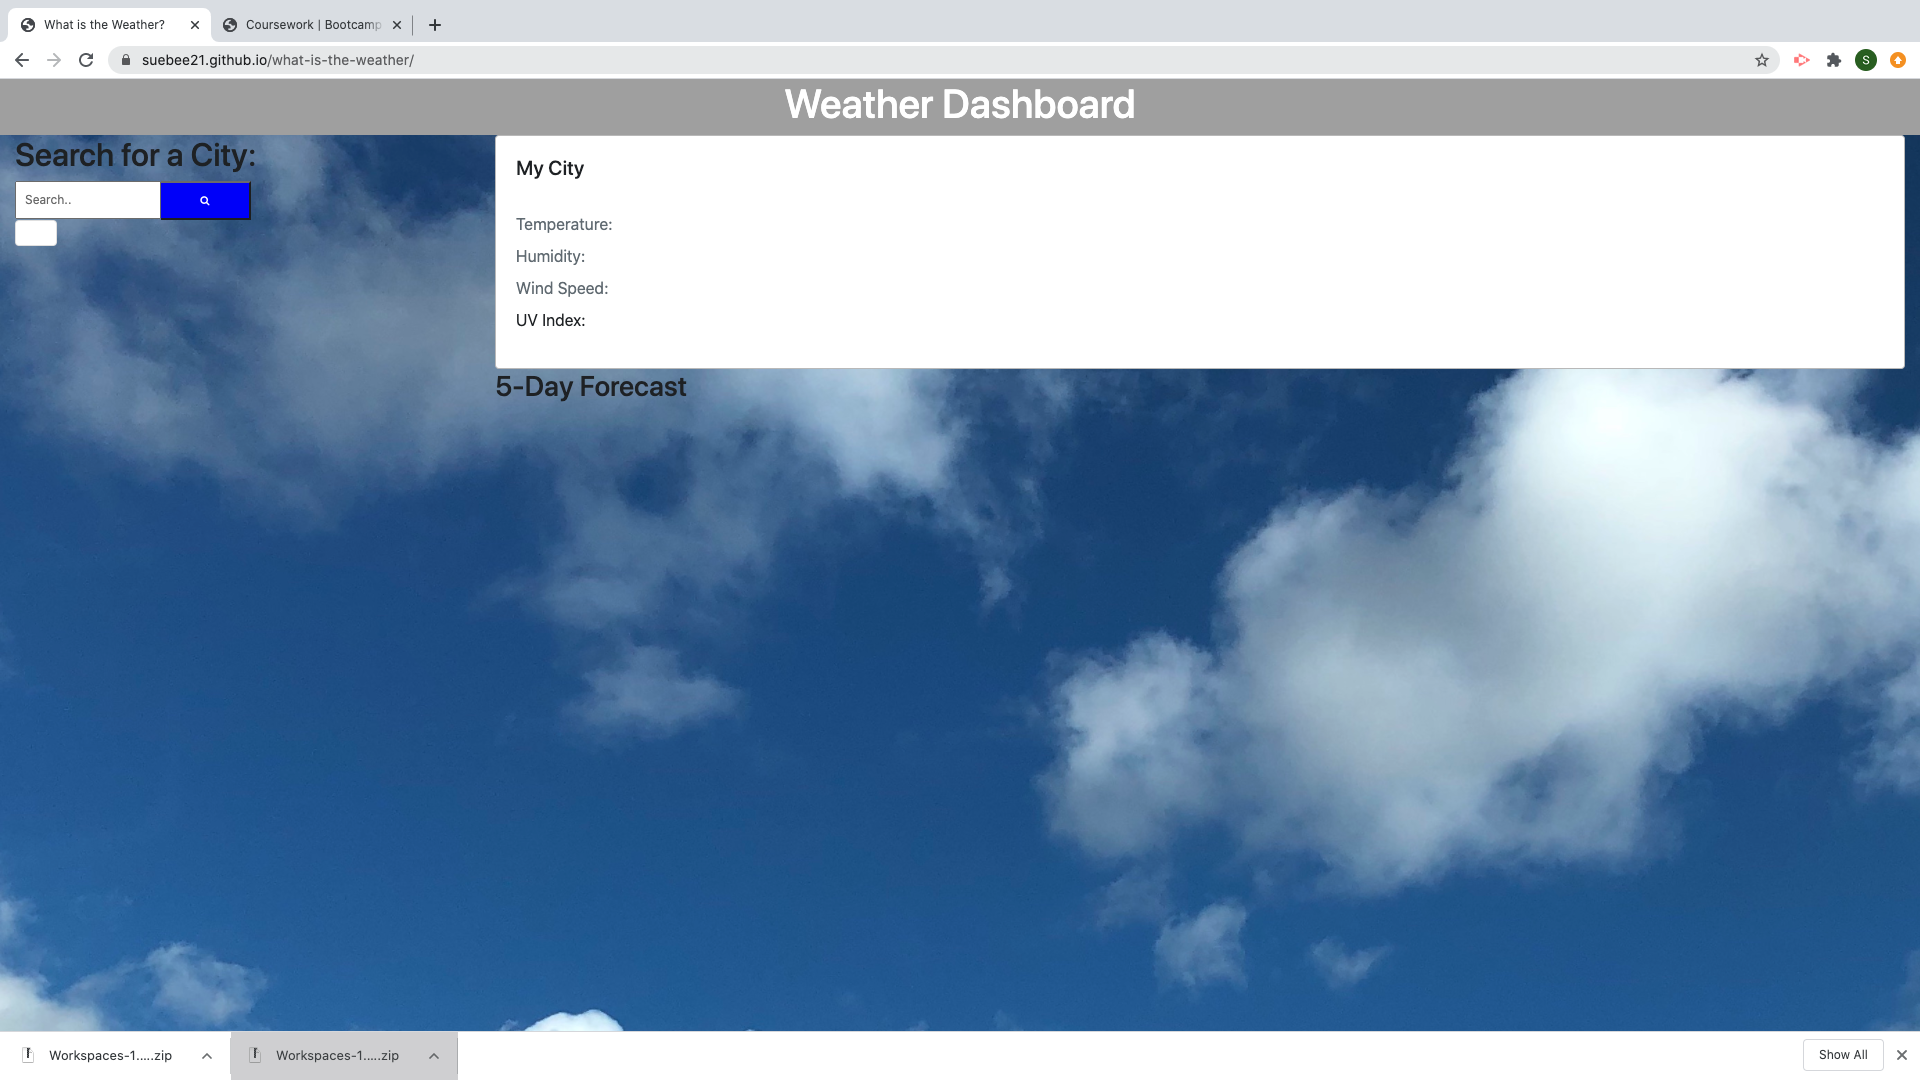 What is the Weather?
Coursework | Bootcamp
suebee21.github.io/what-is-the-weather/
S
Weather Dashboard
Search for a City:
Search..
My City
Temperature:
Humidity:
Wind Speed:
UV Index:
5-Day Forecast
Workspaces-1.....zip
Workspaces-1.....zip
Show All